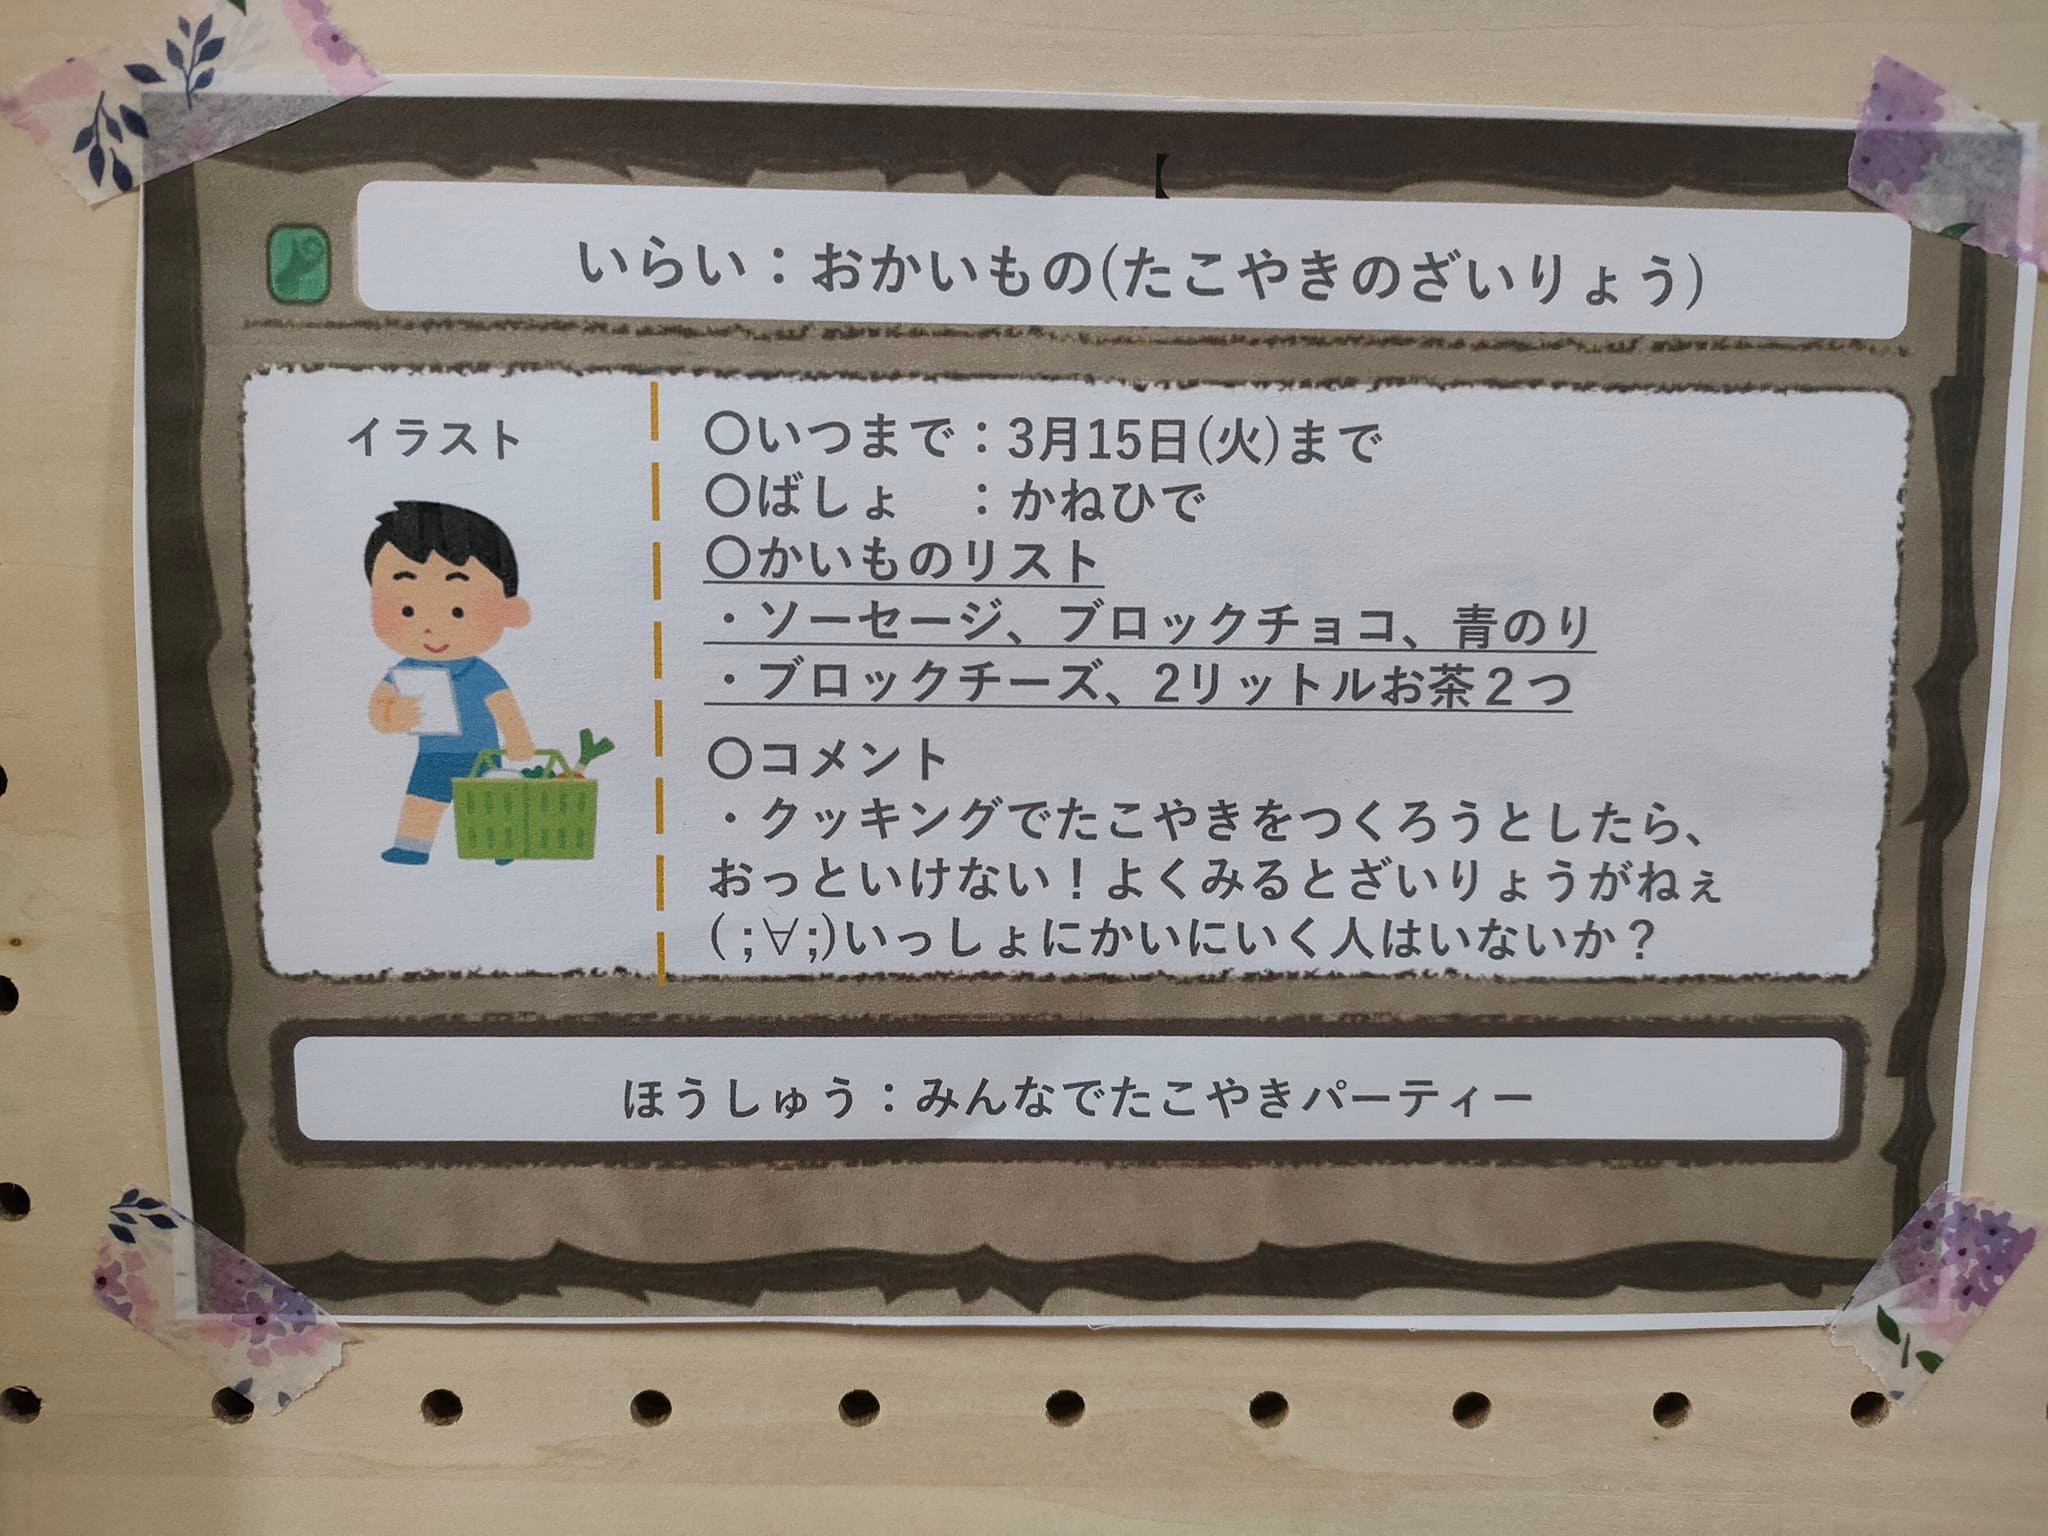 いらい：おかいもの(たこやきのざいりょう)
イラスト
〇いつまで：3月15日(火)まで
〇ばしょ　：かねひで
〇かいものリスト
・ソーセージ、ブロックチョコ、青のり
・ブロックチーズ、2リットルお茶２つ
〇コメント
・クッキングでたこやきをつくろうとしたら、
おっといけない！よくみるとざいりょうがねぇ
( ;∀;)いっしょにかいにいく人はいないか？
ほうしゅう：みんなでたこやきパーティー